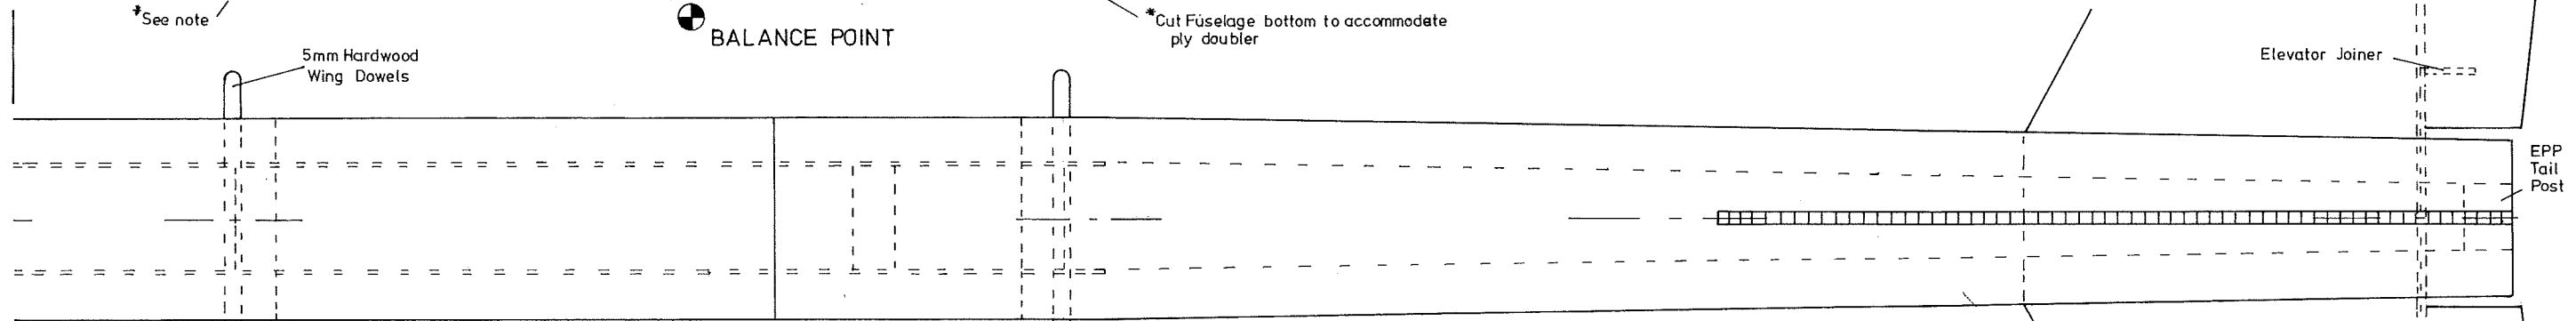 *See note
5mm Hardwood
Wing Dowels
BALANCE POINT
*Cut Fuselage bottom to accommodate
ply doubler
Elevator Joiner
EPP
Tail
Post